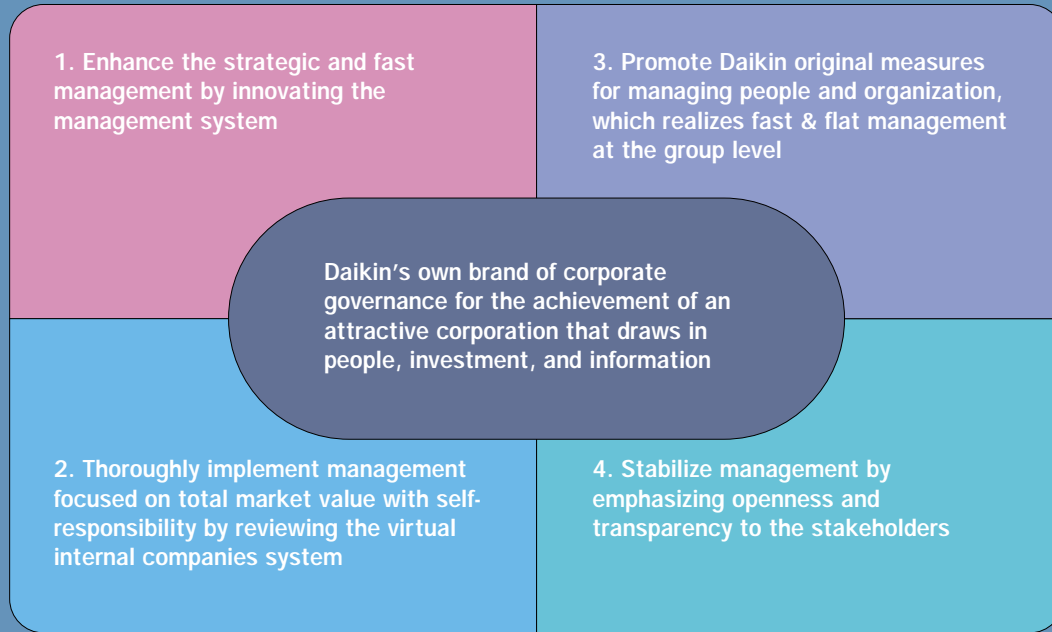 1. Enhance the strategic and fast
management by innovating the
management system
3. Promote Daikin original measures
for managing people and organization,
which realizes fast & flat management
at the group level
Daikin's own brand of corporate
governance for the achievement of an
attractive corporation that draws in
people, investment, and information
2. Thoroughly implement management
focused on total market value with self-
responsibility by reviewing the virtual
internal companies system
4. Stabilize management by
emphasizing openness and
transparency to the stakeholders